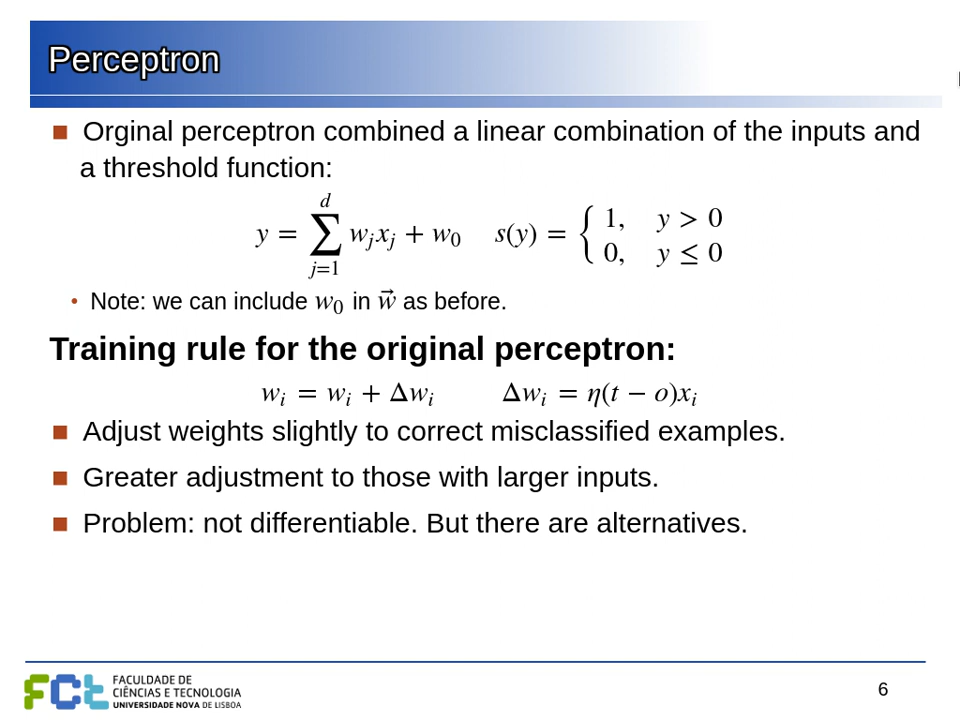 Perceptron
■ Orginal perceptron combined a linear combination of the inputs and
a threshold function:
y = ∑_{j=1}^{d} w_j x_j + w_0   s(y) = { 1, y > 0; 0, y ≤ 0
• Note: we can include w_0 in \vec{w} as before.
Training rule for the original perceptron:
w_i = w_i + Δw_i   Δw_i = η(t − o)x_i
■ Adjust weights slightly to correct misclassified examples.
■ Greater adjustment to those with larger inputs.
■ Problem: not differentiable. But there are alternatives.
FCt
FACULDADE DE
CIÊNCIAS E TECNOLOGIA
UNIVERSIDADE NOVA DE LISBOA
6